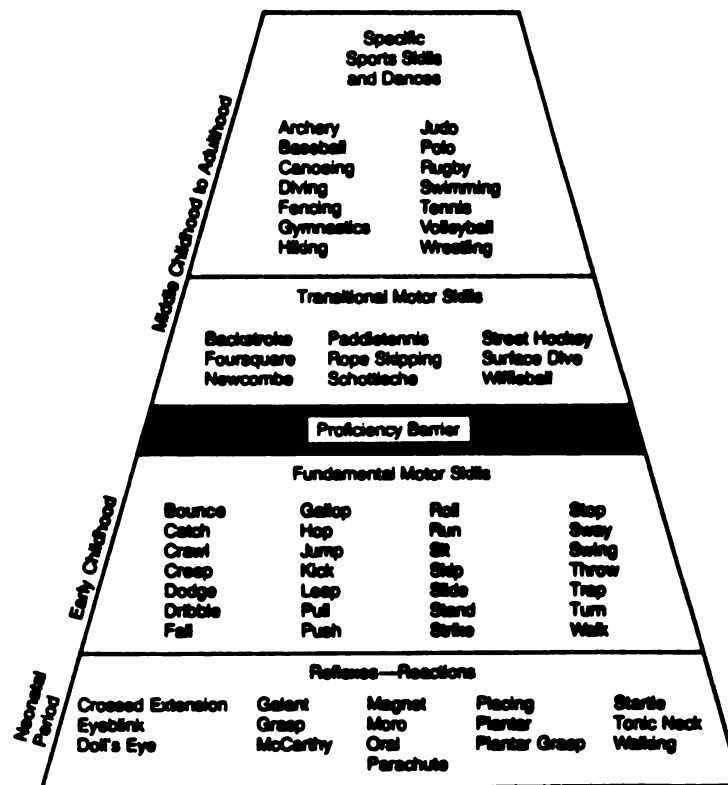 Specific
Sports Skills
and Dances
Archery Judo
Baseball Polo
Canoeing Rugby
Diving Swimming
Fencing Tennis
Gymnastics Volleyball
Hiking Wrestling
Middle Childhood to Adulthood
Transitional Motor Skills
Backstroke Paddletennis Street Hockey
Foursquare Rope Skipping Surface Dive
Newcombe Schottische Wiffleball
Proficiency Barrier
Fundamental Motor Skills
Bounce Gallop Roll Stop
Catch Hop Run Sway
Crawl Jump Sit Swing
Creep Kick Skip Throw
Dodge Leap Slide Trap
Dribble Pull Stand Turn
Fall Push Strike Walk
Early Childhood
Reflexes—Reactions
Crossed Extension Galant Magnet Placing Startle
Eyeblink Grasp Moro Plantar Tonic Neck
Doll's Eye McCarthy Oral Plantar Grasp Walking
Parachute
Neonatal
Period